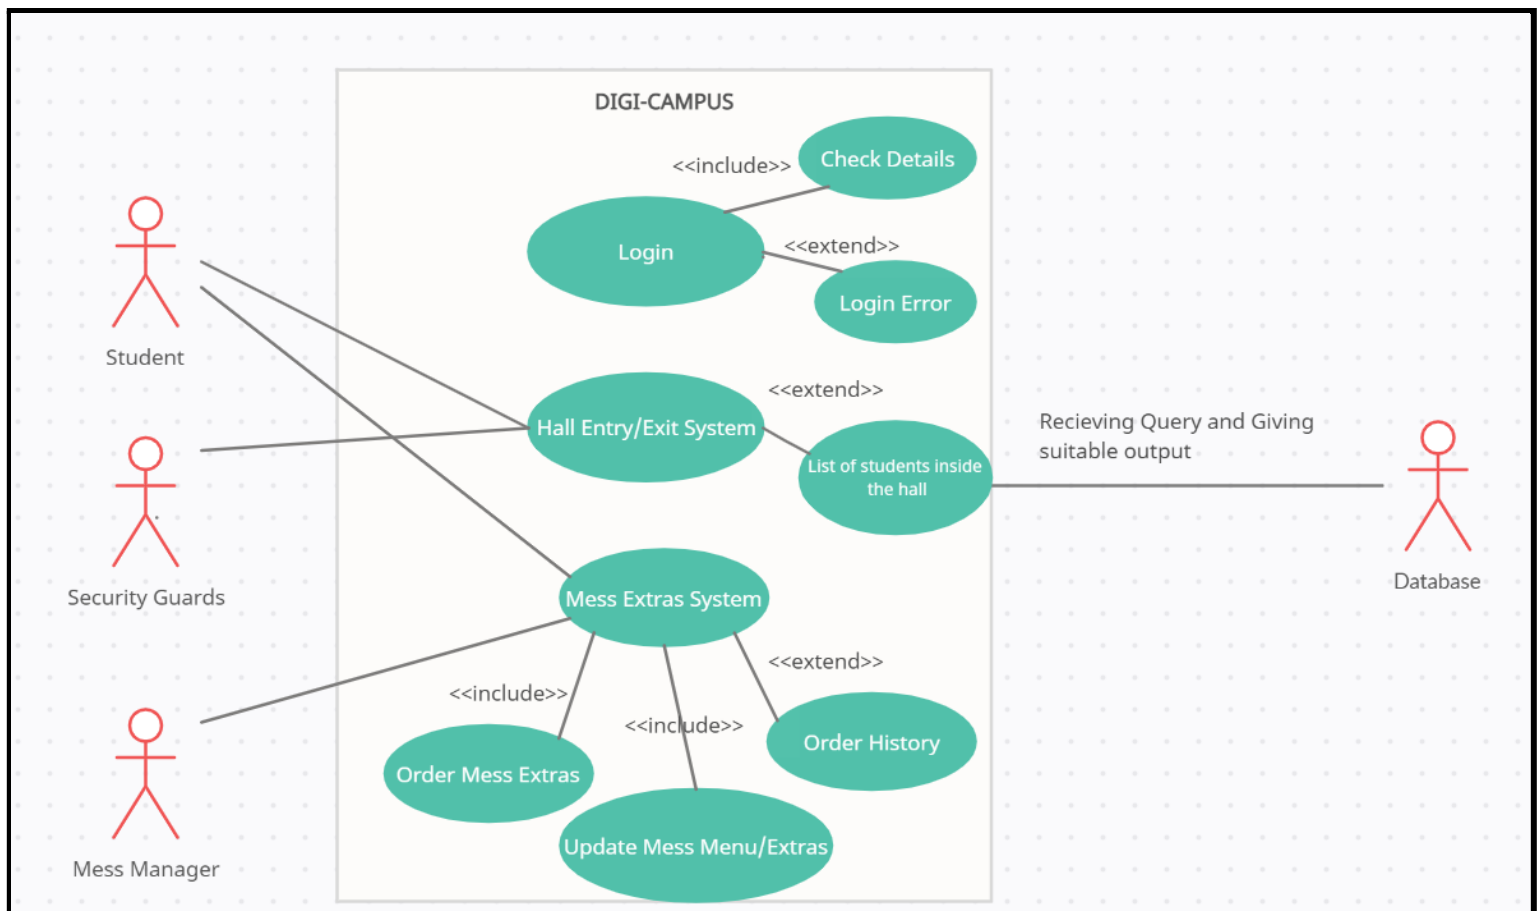 DIGI-CAMPUS
<<include>>
Check Details
Login
<<extend>>
Login Error
Student
Hall Entry/Exit System
<<extend>>
List of students inside
the hall
Recieving Query and Giving
suitable output
Security Guards
Database
Mess Extras System
<<include>>
<<include>>
<<extend>>
Order Mess Extras
Order History
Update Mess Menu/Extras
Mess Manager